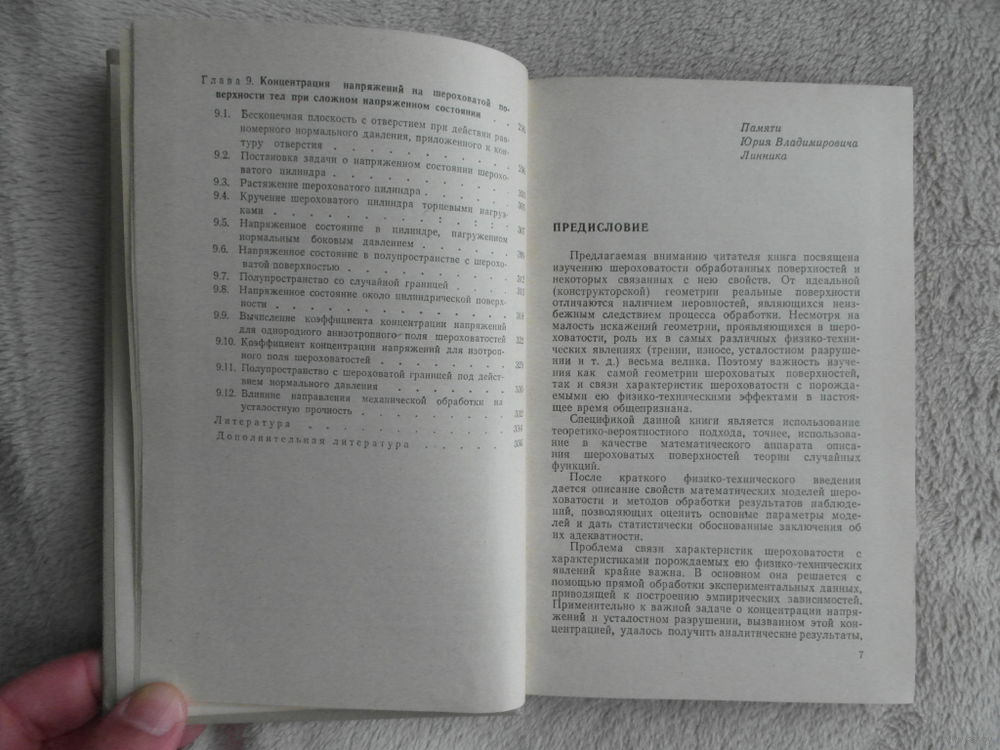 Глава 9. Концентрация напряжений на шероховатой по-
верхности тел при сложном напряженном состоянии . .
9.1. Бесконечная плоскость с отверстием при действии рав-
номерного нормального давления, приложенного к кон-
туру отверстия . . . . . . . . . .
9.2. Постановка задачи о напряженном состоянии шерохо-
ватого цилиндра . . . . . . . . . .
9.3. Растяжение шероховатого цилиндра . . . . . .
9.4. Кручение шероховатого цилиндра торцевыми нагруз-
ками . . . . . . . . . . . .
9.5. Напряженное состояние в цилиндре, нагруженном 307
нормальным боковым давлением . . . . . .
9.6. Напряженное состояние в полупространстве с шерохо-
ватой поверхностью . . . . . . . . . 312
9.7. Полупространство со случайной границей . . . . 313
9.8. Напряженное состояние около цилиндрической поверх-
ности . . . . . . . . . . . . 318
9.9. Вычисление коэффициента концентрации напряжений
для однородного анизотропного поля шероховатостей 322
9.10. Коэффициент концентрации напряжений для изотроп-
ного поля шероховатостей . . . . . . . 329
9.11. Полупространство с шероховатой границей под дейст-
вием нормального давления . . . . . . . 330
9.12. Влияние направления механической обработки на
усталостную прочность . . . . . . . . 332
Литература . . . . . . . . . . . 334
Дополнительная литература . . . . . . 336
Памяти
Юрия Владимировича
Линника
ПРЕДИСЛОВИЕ
Предлагаемая вниманию читателя книга посвящена
изучению шероховатости обработанных поверхностей и
некоторых связанных с нею свойств. От идеальной
(конструкторской) геометрии реальные поверхности
отличаются наличием неровностей, являющихся неиз-
бежным следствием процесса обработки. Несмотря на
малость искажений геометрии, проявляющихся в шеро-
ховатости, роль их в самых различных физико-техни-
ческих явлениях (трении, износе, усталостном разруше-
нии и т. д.) весьма велика. Поэтому важность изуче-
ния как самой геометрии шероховатых поверхностей,
так и связи характеристик шероховатости с порожда-
емыми ею физико-техническими эффектами в настоя-
щее время общепризнана.
Спецификой данной книги является использование
теоретико-вероятностного подхода, точнее, использова-
ние в качестве математического аппарата описа-
ния шероховатых поверхностей теории случайных
функций.
После краткого физико-технического введения
дается описание свойств математических моделей шеро-
ховатости и методов обработки результатов наблюде-
ний, позволяющих оценить основные параметры моде-
лей и дать статистически обоснованные заключения об
их адекватности.
Проблема связи характеристик шероховатости с
характеристиками порождаемых ею физико-технических
явлений крайне важна. В основном она решается с
помощью прямой обработки экспериментальных данных,
приводящей к построению эмпирических зависимостей.
Применительно к важной задаче о концентрации напря-
жений и усталостном разрушении, вызванном этой кон-
центрацией, удалось получить аналитические результаты,
7